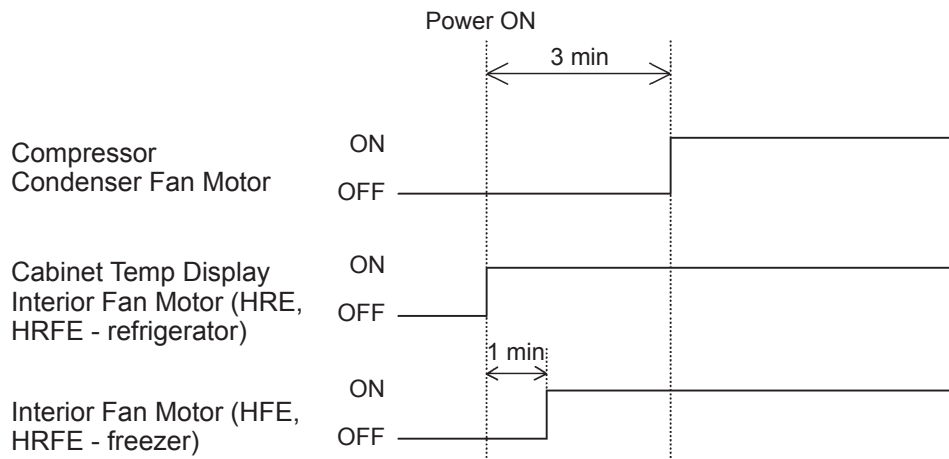 Power ON
3 min
Compressor
Condenser Fan Motor
ON
OFF
Cabinet Temp Display
Interior Fan Motor (HRE,
HRFE - refrigerator)
ON
OFF
1 min
Interior Fan Motor (HFE,
HRFE - freezer)
ON
OFF